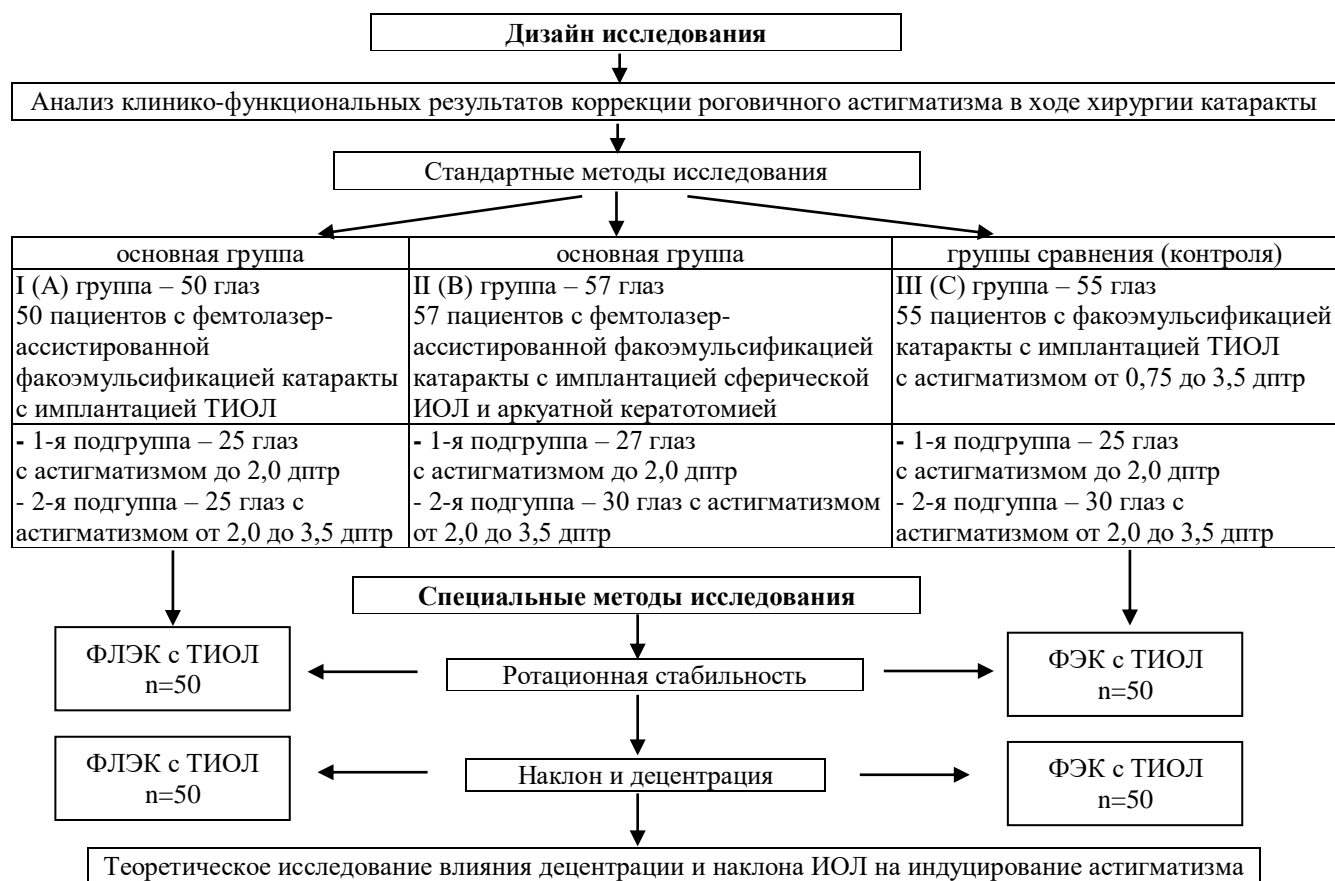 Дизайн исследования
Анализ клинико-функциональных результатов коррекции роговичного астигматизма в ходе хирургии катаракты
Стандартные методы исследования
основная группа
I (А) группа – 50 глаз
50 пациентов с фемтолазер-
ассистированной
факоэмульсификацией катаракты
с имплантацией ТИОЛ
- 1-я подгруппа – 25 глаз
с астигматизмом до 2,0 дптр
- 2-я подгуппа – 25 глаз с
астигматизмом от 2,0 до 3,5 дптр
основная группа
II (В) группа – 57 глаз
57 пациентов с фемтолазер-
ассистированной факоэмульсификацией
катаракты с имплантацией сферической
ИОЛ и аркуатной кератотомией
- 1-я подгруппа – 27 глаз
с астигматизмом до 2,0 дптр
- 2-я подгуппа – 30 глаз с астигматизмом
от 2,0 до 3,5 дптр
группы сравнения (контроля)
III (С) группа – 55 глаз
55 пациентов с факоэмульсификацией
катаракты с имплантацией ТИОЛ
с астигматизмом от 0,75 до 3,5 дптр
- 1-я подгруппа – 25 глаз
с астигматизмом до 2,0 дптр
- 2-я подгуппа – 30 глаз с
астигматизмом от 2,0 до 3,5 дптр
Специальные методы исследования
ФЛЭК с ТИОЛ
n=50
Ротационная стабильность
ФЭК с ТИОЛ
n=50
ФЛЭК с ТИОЛ
n=50
Наклон и децентрация
ФЭК с ТИОЛ
n=50
Теоретическое исследование влияния децентрации и наклона ИОЛ на индуцирование астигматизма